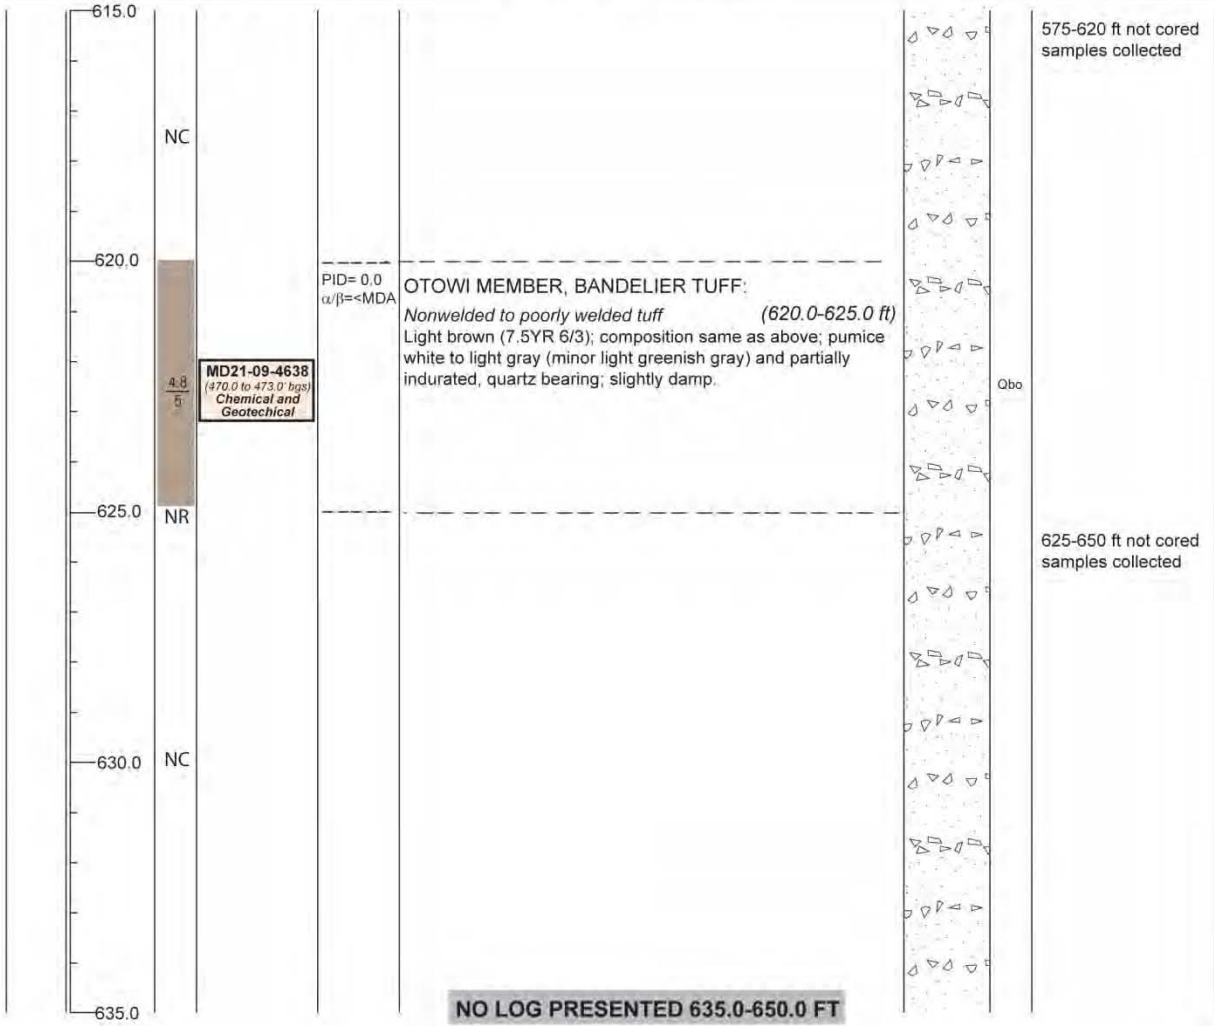 615.0
575-620 ft not cored
samples collected
NC
620.0
PID= 0.0
α/β=<MDA
OTOWI MEMBER, BANDELIER TUFF:
Nonwelded to poorly welded tuff (620.0-625.0 ft)
Light brown (7.5YR 6/3); composition same as above; pumice
white to light gray (minor light greenish gray) and partially
indurated, quartz bearing; slightly damp.
4.8
5
MD21-09-4638
(470.0 to 473.0' bgs)
Chemical and
Geotechical
Qbo
625.0
NR
625-650 ft not cored
samples collected
630.0
NC
635.0
NO LOG PRESENTED 635.0-650.0 FT